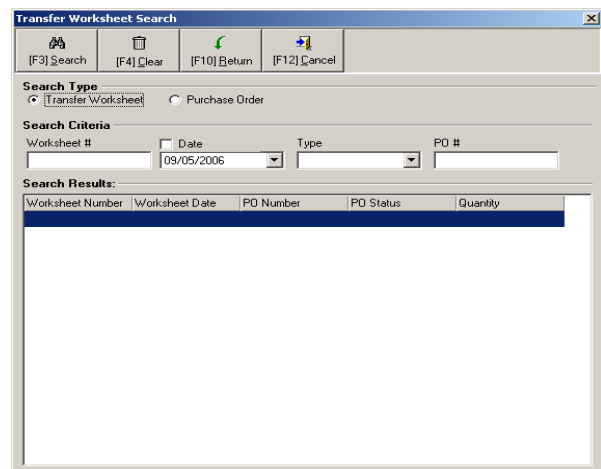 Transfer Worksheet Search
[F3] Search [F4] Clear [F10] Return [F12] Cancel
Search Type
Transfer Worksheet Purchase Order
Search Criteria
Worksheet # Date Type PO #
09/05/2006
Search Results:
Worksheet Number Worksheet Date PO Number PO Status Quantity